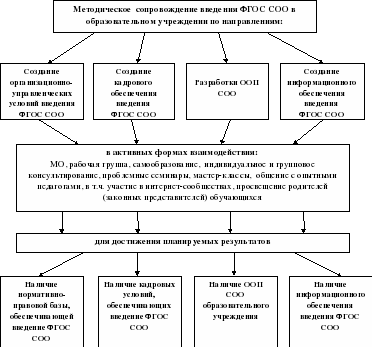 Методическое сопровождение введении ФГОС СОО в
образовательном учреждении по направлениям:
Создание
организационно-
управленческих
условий введения
ФГОС СОО
Создание
кадрового
обеспечения
введения
ФГОС СОО
Разработки ООП
СОО
Создание
информационного
обеспечения
введения
ФГОС СОО
в активных формах взаимодействия:
МО, рабочая группа, самообразование, индивидуальное и групповое
консультирование, проблемные семинары, мастер-классы, общение с опытными
педагогами, в т.ч. участие в интернет-сообществах, просвещение родителей
(законных представителей) обучающихся
для достижения планируемых результатов
Наличие
нормативно-
правовой базы,
обеспечивающей
введение ФГОС
СОО
Наличие кадровых
условий,
обеспечивающих
введение ФГОС
СОО
Наличие ООП
СОО
образовательного
учреждения
Наличие
информационного
обеспечения
введения ФГОС
СОО